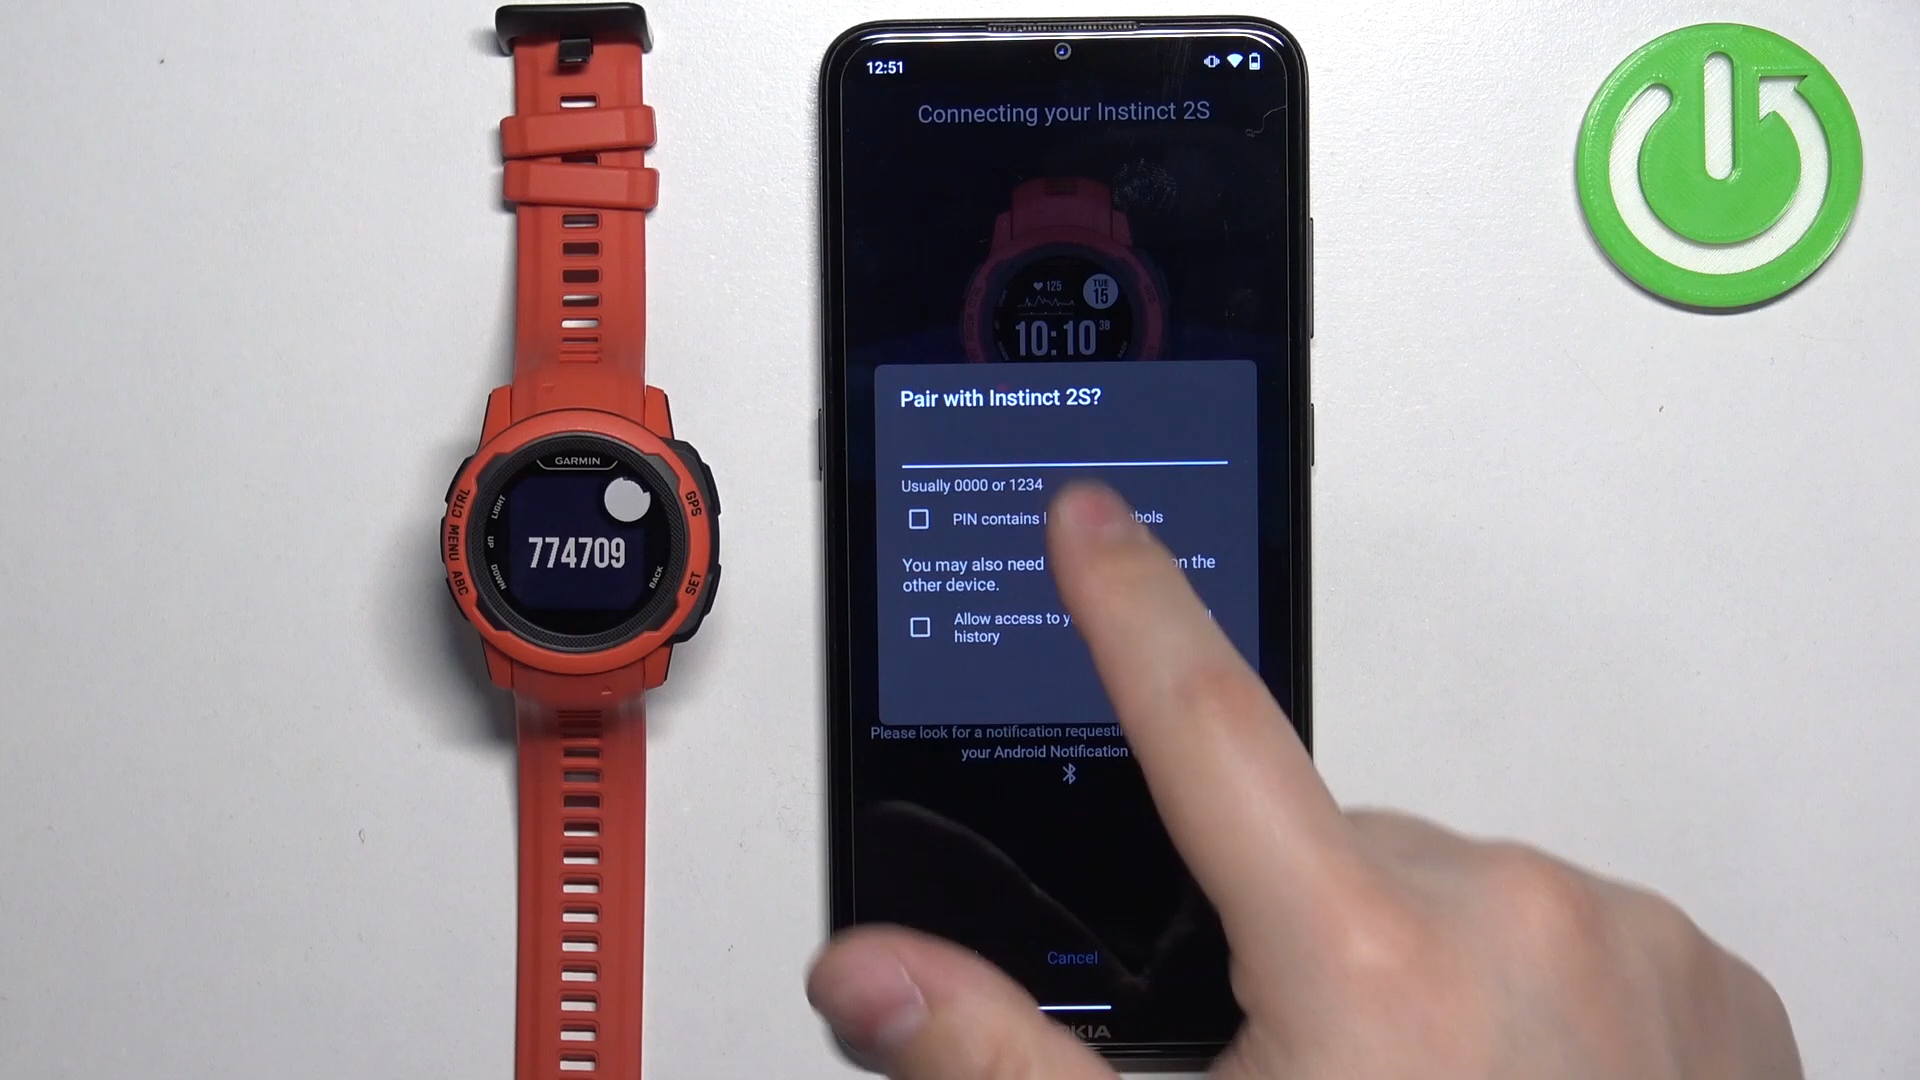 12:51
Connecting your Instinct 2S
125
TUE
15
10:10 38
Pair with Instinct 2S?
Usually 0000 or 1234
PIN contains
You may also need on the
other device.
Allow access to
history
Please look for a notification
your Android Notification
Cancel
GARMIN
CTRL
MENU
ABC
LIGHT
UP
DOWN
GPS
SET
BACK
774709